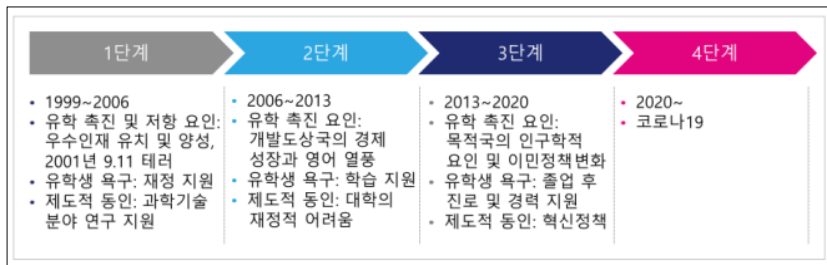 1단계
2단계
3단계
4단계
• 1999~2006
• 유학 촉진 및 저항 요인:
우수인재 유치 및 양성,
2001년 9.11 테러
• 유학생 욕구: 재정 지원
• 제도적 동인: 과학기술
분야 연구 지원
• 2006~2013
• 유학 촉진 요인:
개발도상국의 경제
성장과 영어 열풍
• 유학생 욕구: 학습 지원
• 제도적 동인: 대학의
재정적 어려움
• 2013~2020
• 유학 촉진 요인:
목적국의 인구학적
요인 및 이민정책변화
• 유학생 욕구: 졸업 후
진로 및 경력 지원
• 제도적 동인: 혁신정책
• 2020~
• 코로나19